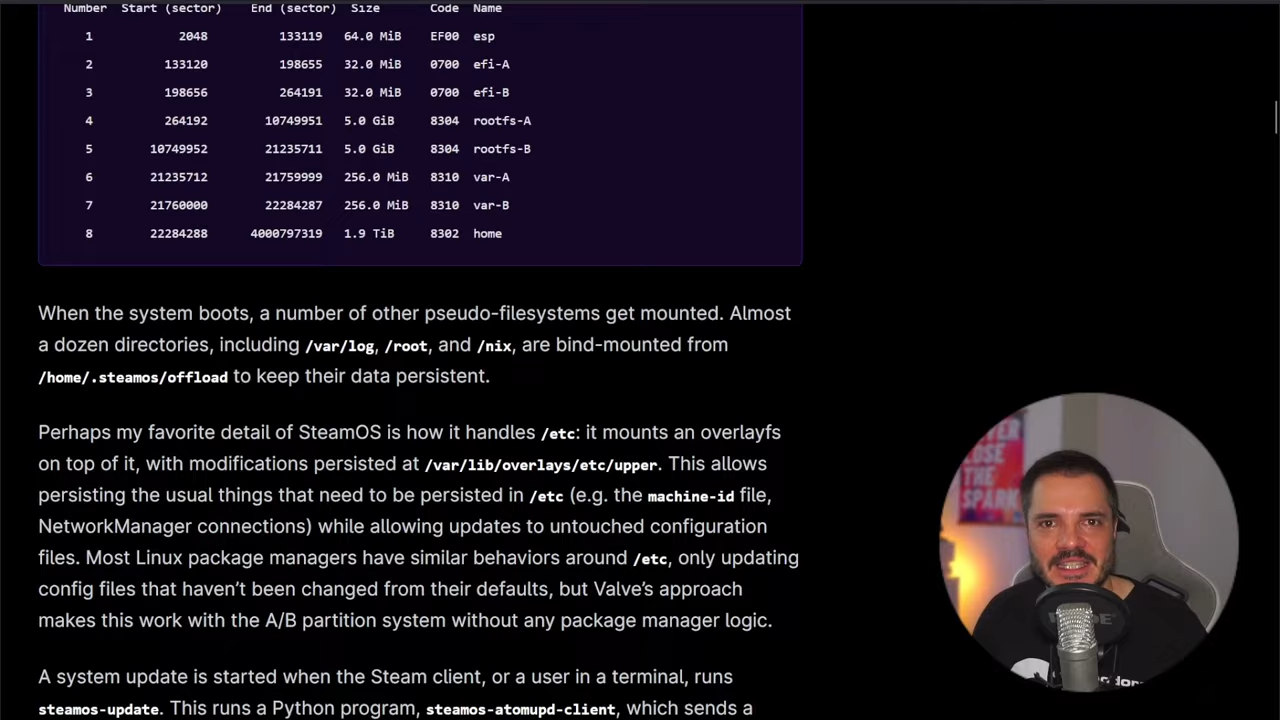 Number Start (sector) End (sector) Size Code Name
1 2048 133119 64.0 MiB EF00 esp
2 133120 198655 32.0 MiB 0700 efi-A
3 198656 264191 32.0 MiB 0700 efi-B
4 264192 10749951 5.0 GiB 8304 rootfs-A
5 10749952 21235711 5.0 GiB 8304 rootfs-B
6 21235712 21759999 256.0 MiB 8310 var-A
7 21760000 22284287 256.0 MiB 8310 var-B
8 22284288 4000797319 1.9 TiB 8302 home
When the system boots, a number of other pseudo-filesystems get mounted. Almost
a dozen directories, including /var/log, /root, and /nix, are bind-mounted from
/home/.steamos/offload to keep their data persistent.
Perhaps my favorite detail of SteamOS is how it handles /etc: it mounts an overlayfs
on top of it, with modifications persisted at /var/lib/overlays/etc/upper. This allows
persisting the usual things that need to be persisted in /etc (e.g. the machine-id file,
NetworkManager connections) while allowing updates to untouched configuration
files. Most Linux package managers have similar behaviors around /etc, only updating
config files that haven’t been changed from their defaults, but Valve’s approach
makes this work with the A/B partition system without any package manager logic.
A system update is started when the Steam client, or a user in a terminal, runs
steamos-update. This runs a Python program, steamos-atomupd-client, which sends a
LOSE
THE
SPARK